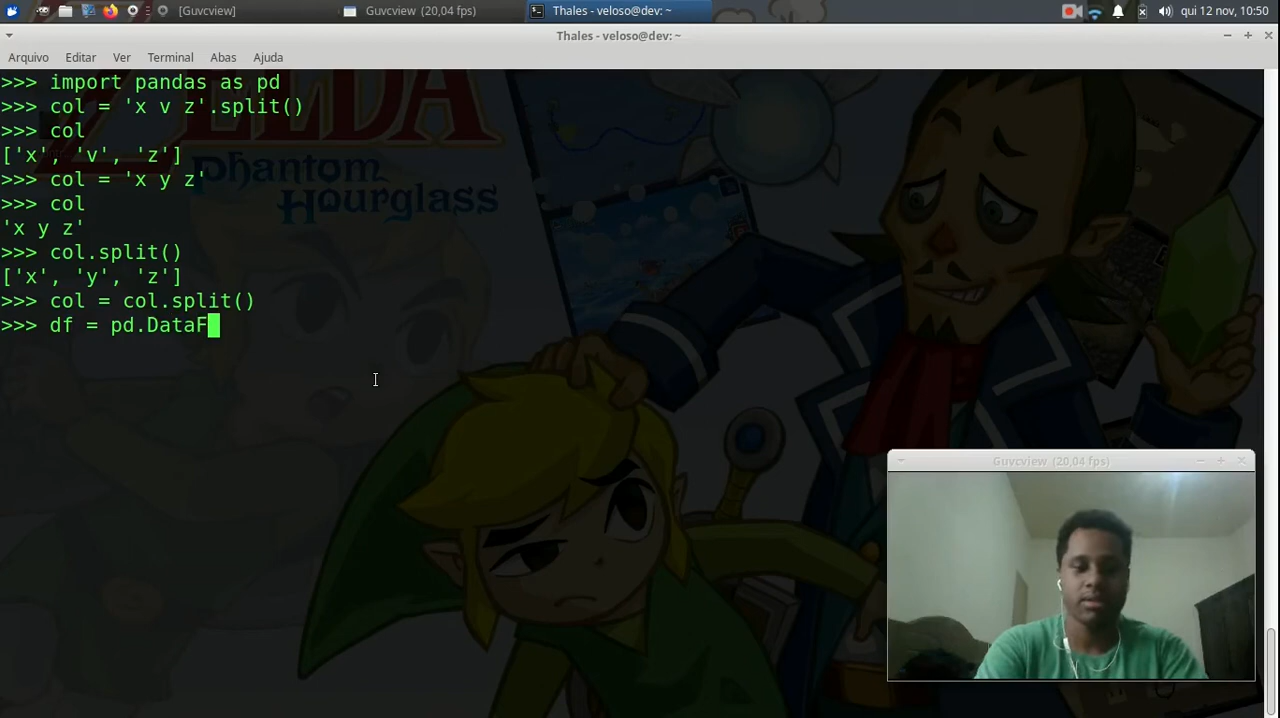 [Guvcview]
Guvcview (20,04 fps)
Thales - veloso@dev: ~
qui 12 nov, 10:50
Thales - veloso@dev: ~
Arquivo Editar Ver Terminal Abas Ajuda
>>> import pandas as pd
>>> col = 'x v z'.split()
>>> col
['x', 'v', 'z']
>>> col = 'x y z'
>>> col
'x y z'
>>> col.split()
['x', 'y', 'z']
>>> col = col.split()
>>> df = pd.DataF
ZELDA
Phantom
Hourglass
Guvcview (20,04 fps)